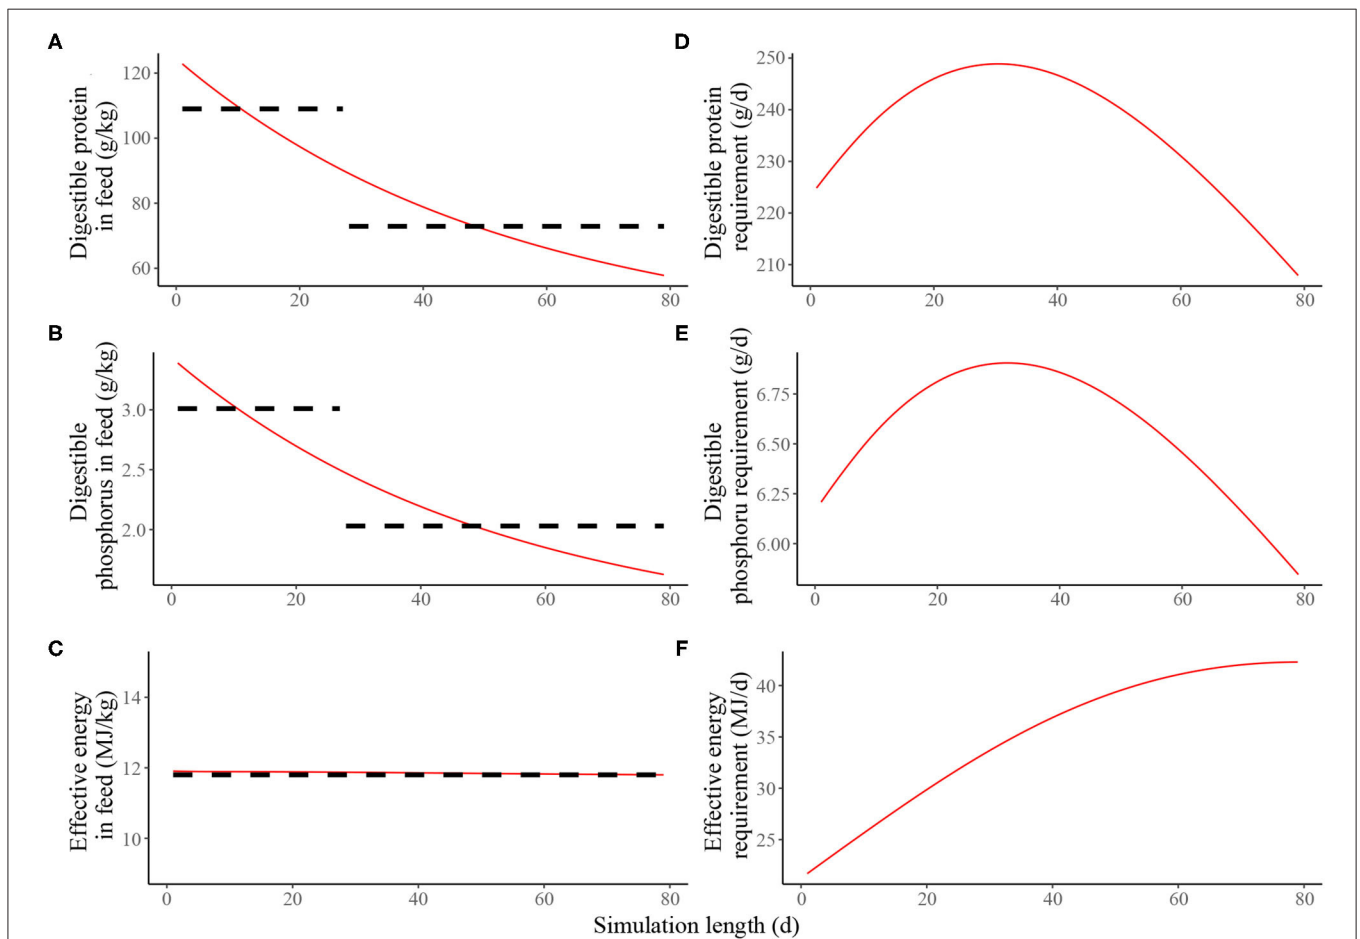 A
Digestible protein
in feed (g/kg)
120
100
80
60
0 20 40 60 80
D
Digestible protein
requirement (g/d)
250
240
230
220
210
0 20 40 60 80
B
Digestible
phosphorus in feed (g/kg)
3.0
2.5
2.0
0 20 40 60 80
E
Digestible
phosphoru requirement (g/d)
6.75
6.50
6.25
6.00
0 20 40 60 80
C
Effective energy
in feed (MJ/kg)
14
12
10
0 20 40 60 80
F
Effective energy
requirement (MJ/d)
40
35
30
25
0 20 40 60 80
Simulation length (d)